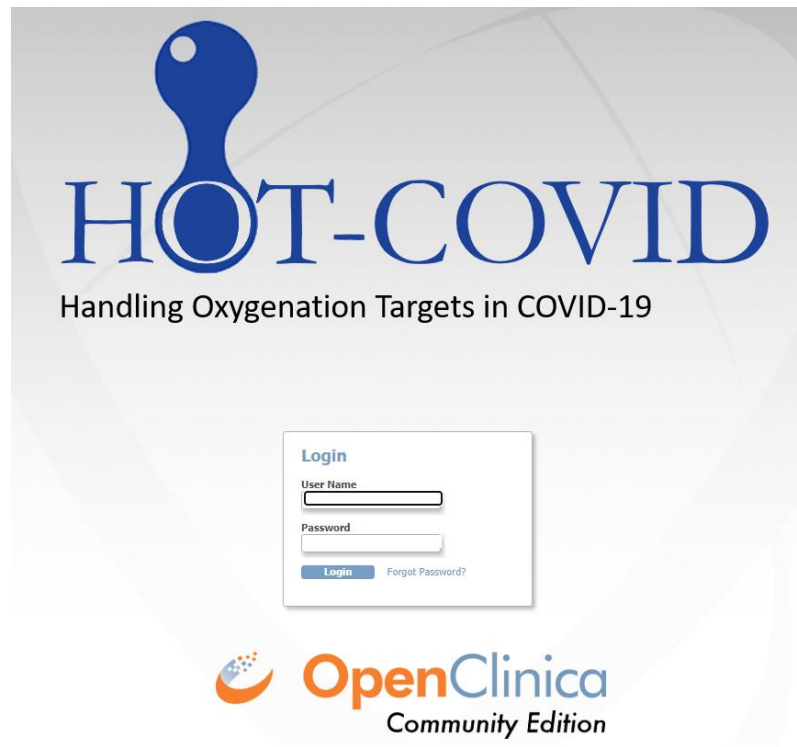 HOT-COVID
Handling Oxygenation Targets in COVID-19
Login
User Name
Password
Login Forgot Password?
OpenClinica
Community Edition